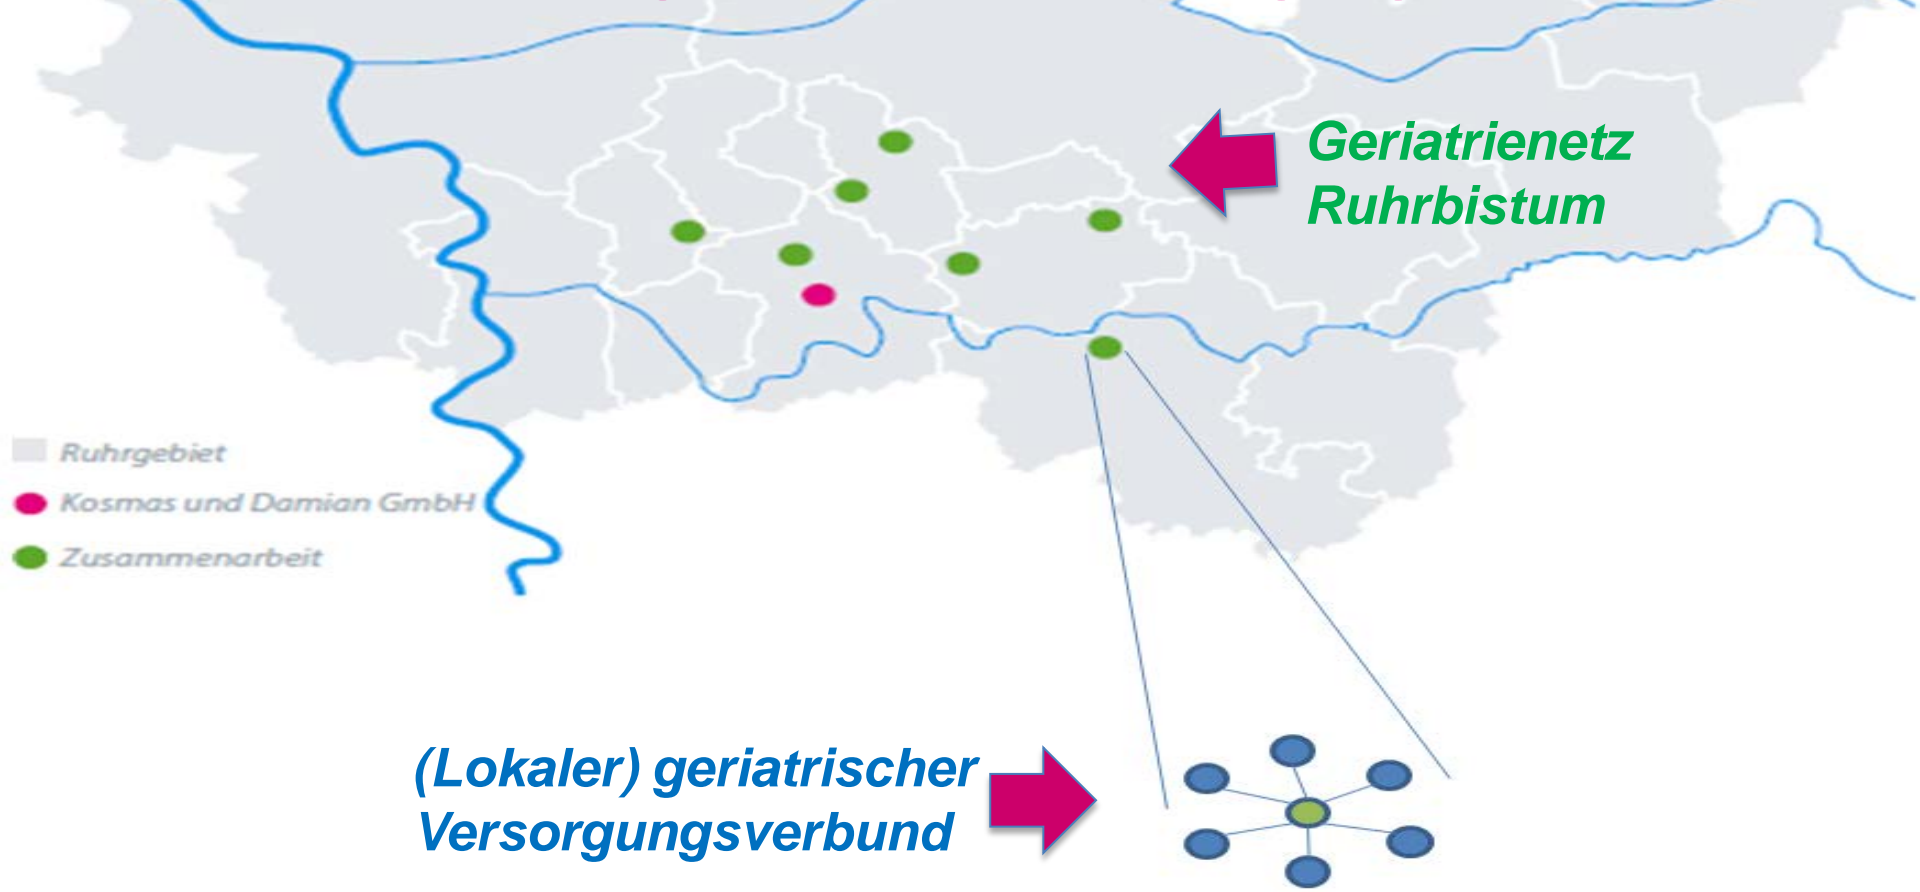 Geriatrienetz
Ruhrbistum
Ruhrgebiet
Kosmas und Damian GmbH
Zusammenarbeit
(Lokaler) geriatrischer
Versorgungsverbund